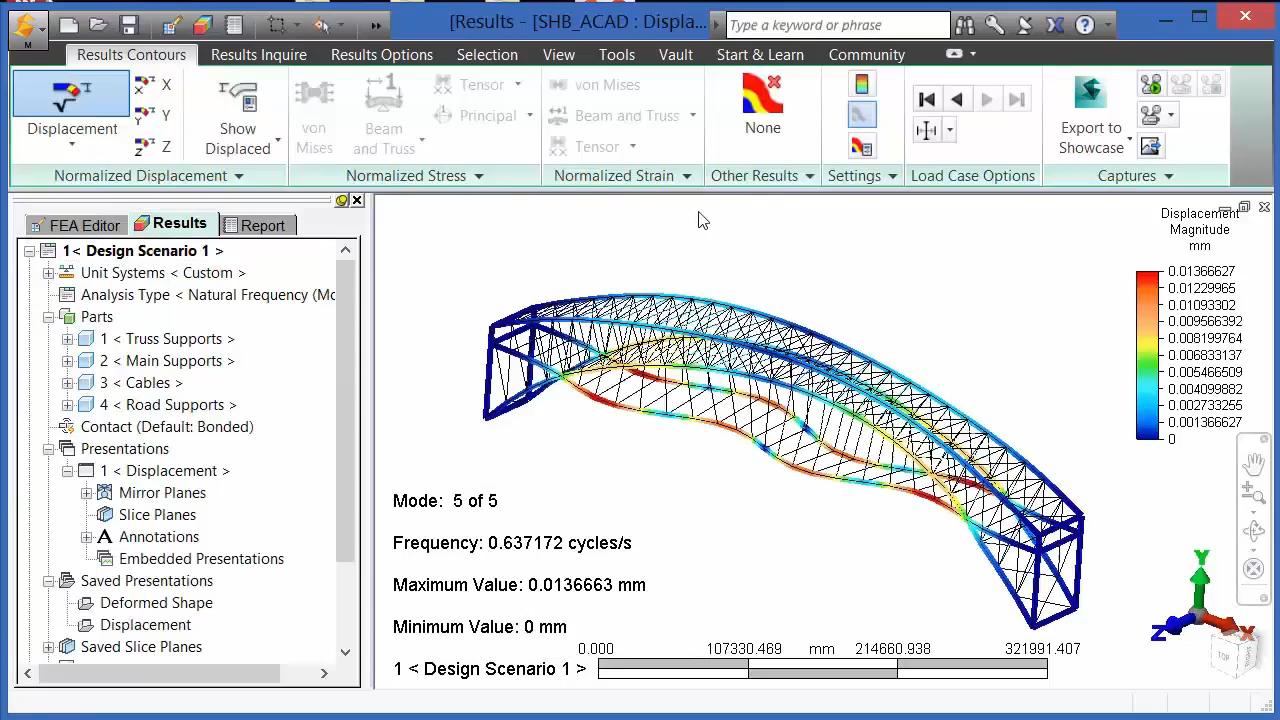 [Results - [SHB_ACAD : Displa...
Type a keyword or phrase
M
Results Contours
Results Inquire
Results Options
Selection
View
Tools
Vault
Start & Learn
Community
Displacement
X
Y
Z
Show
Displaced
von
Mises
Beam
and Truss
Tensor
Principal
von Mises
Beam and Truss
Tensor
None
Export to
Showcase
Normalized Displacement
Normalized Stress
Normalized Strain
Other Results
Settings
Load Case Options
Captures
FEA Editor
Results
Report
1< Design Scenario 1 >
Unit Systems < Custom >
Analysis Type < Natural Frequency (Mo
Parts
1 < Truss Supports >
2 < Main Supports >
3 < Cables >
4 < Road Supports >
Contact (Default: Bonded)
Presentations
1 < Displacement >
Mirror Planes
Slice Planes
Annotations
Embedded Presentations
Saved Presentations
Deformed Shape
Displacement
Saved Slice Planes
Displacement
Magnitude
mm
0.01366627
0.01229965
0.01093302
0.009566392
0.008199764
0.006833137
0.005466509
0.004099882
0.002733255
0.001366627
0
Mode: 5 of 5
Frequency: 0.637172 cycles/s
Maximum Value: 0.0136663 mm
Minimum Value: 0 mm
1 < Design Scenario 1 >
0.000
107330.469
mm
214660.938
321991.407
Y
Z
X
TOP